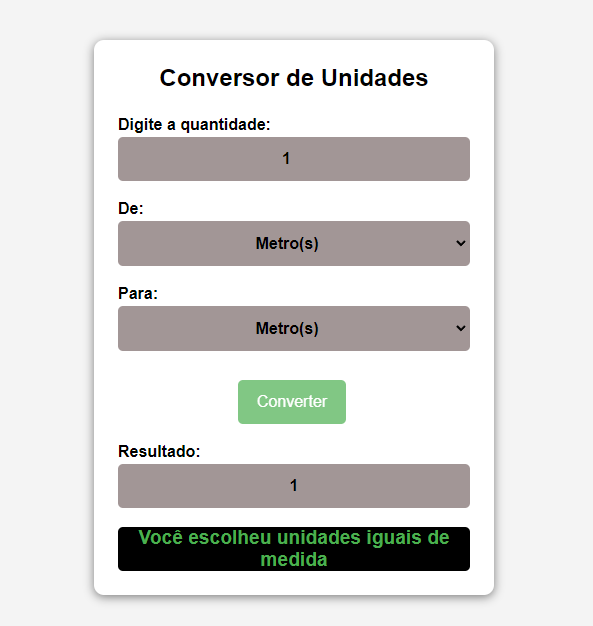 Conversor de Unidades
Digite a quantidade:
1
De:
Metro(s)
Para:
Metro(s)
Converter
Resultado:
1
Você escolheu unidades iguais de
medida